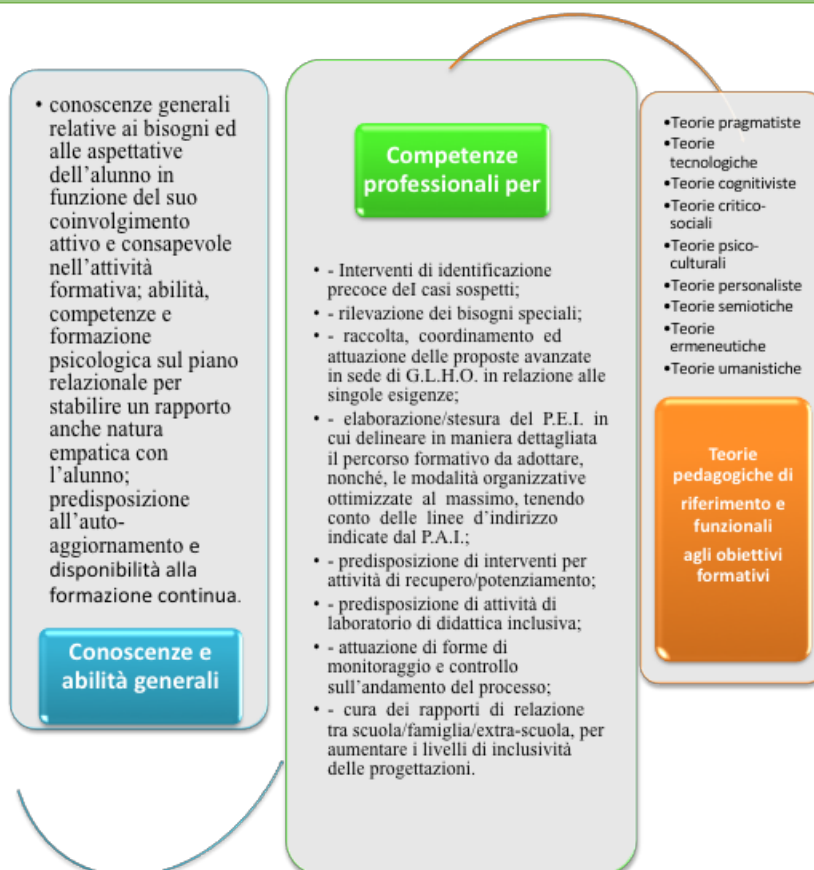 • conoscenze generali
relative ai bisogni ed
alle aspettative
dell'alunno in
funzione del suo
coinvolgimento
attivo e consapevole
nell'attività
formativa; abilità,
competenze e
formazione
psicologica sul piano
relazionale per
stabilire un rapporto
anche natura
empatica con
l'alunno;
predisposizione
all'auto-
aggiornamento e
disponibilità alla
formazione continua.
Conoscenze e
abilità generali
Competenze
professionali per
• - Interventi di identificazione
precoce deI casi sospetti;
• - rilevazione dei bisogni speciali;
• - raccolta, coordinamento ed
attuazione delle proposte avanzate
in sede di G.L.H.O. in relazione alle
singole esigenze;
• - elaborazione/stesura del P.E.I. in
cui delineare in maniera dettagliata
il percorso formativo da adottare,
nonché, le modalità organizzative
ottimizzate al massimo, tenendo
conto delle linee d'indirizzo
indicate dal P.A.I.;
• - predisposizione di interventi per
attività di recupero/potenziamento;
• - predisposizione di attività di
laboratorio di didattica inclusiva;
• - attuazione di forme di
monitoraggio e controllo
sull'andamento del processo;
• - cura dei rapporti di relazione
tra scuola/famiglia/extra-scuola, per
aumentare i livelli di inclusività
delle progettazioni.
•Teorie pragmatiste
•Teorie
tecnologiche
•Teorie cognitiviste
•Teorie critico-
sociali
•Teorie psico-
culturali
•Teorie personaliste
•Teorie semiotiche
•Teorie
ermeneutiche
•Teorie umanistiche
Teorie
pedagogiche di
riferimento e
funzionali
agli obiettivi
formativi